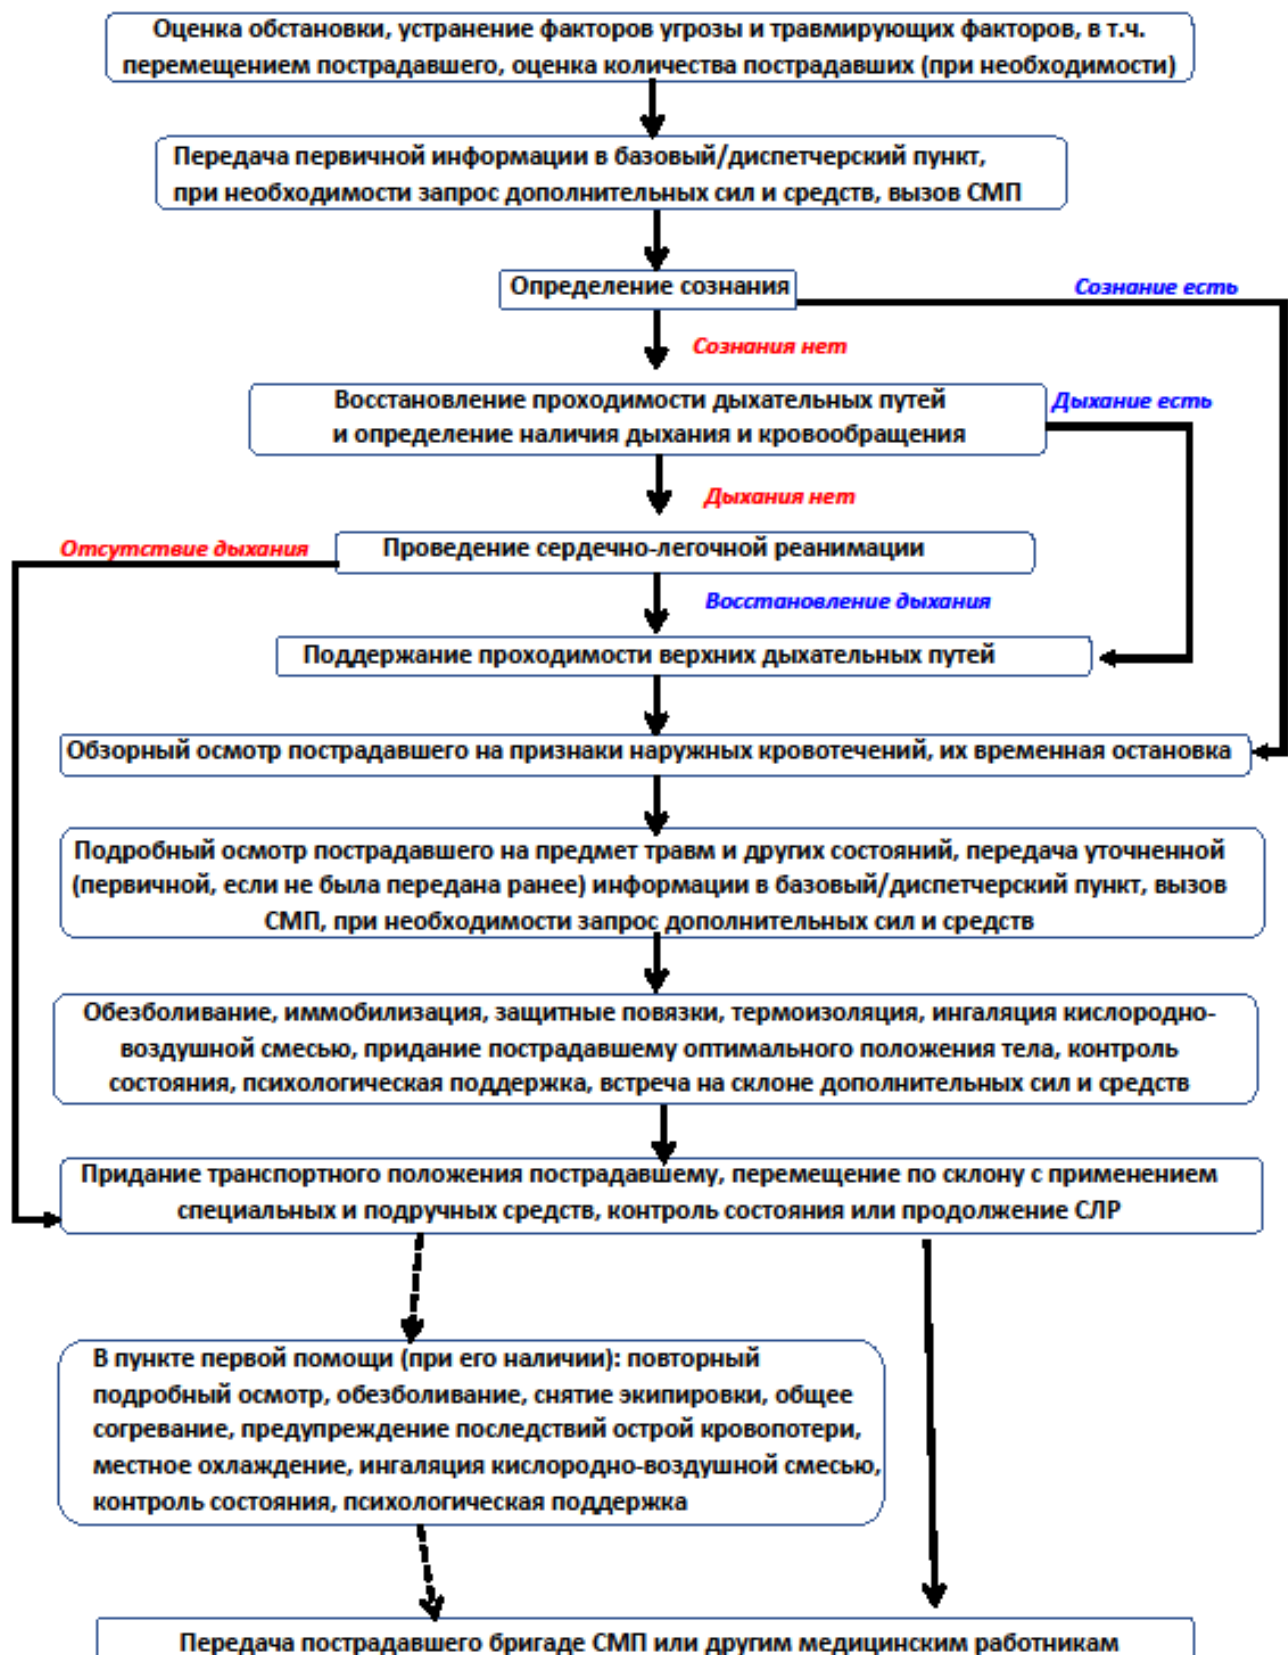 Оценка обстановки, устранение факторов угрозы и травмирующих факторов, в т.ч.
перемещением пострадавшего, оценка количества пострадавших (при необходимости)
Передача первичной информации в базовый/диспетчерский пункт,
при необходимости запрос дополнительных сил и средств, вызов СМП
Определение сознания
Сознание есть
Сознания нет
Восстановление проходимости дыхательных путей
и определение наличия дыхания и кровообращения
Дыхание есть
Дыхания нет
Отсутствие дыхания
Проведение сердечно-легочной реанимации
Восстановление дыхания
Поддержание проходимости верхних дыхательных путей
Обзорный осмотр пострадавшего на признаки наружных кровотечений, их временная остановка
Подробный осмотр пострадавшего на предмет травм и других состояний, передача уточненной
(первичной, если не была передана ранее) информации в базовый/диспетчерский пункт, вызов
СМП, при необходимости запрос дополнительных сил и средств
Обезболивание, иммобилизация, защитные повязки, термоизоляция, ингаляция кислородно-
воздушной смесью, придание пострадавшему оптимального положения тела, контроль
состояния, психологическая поддержка, встреча на склоне дополнительных сил и средств
Придание транспортного положения пострадавшему, перемещение по склону с применением
специальных и подручных средств, контроль состояния или продолжение СЛР
В пункте первой помощи (при его наличии): повторный
подробный осмотр, обезболивание, снятие экипировки, общее
согревание, предупреждение последствий острой кровопотери,
местное охлаждение, ингаляция кислородно-воздушной смесью,
контроль состояния, психологическая поддержка
Передача пострадавшего бригаде СМП или другим медицинским работникам